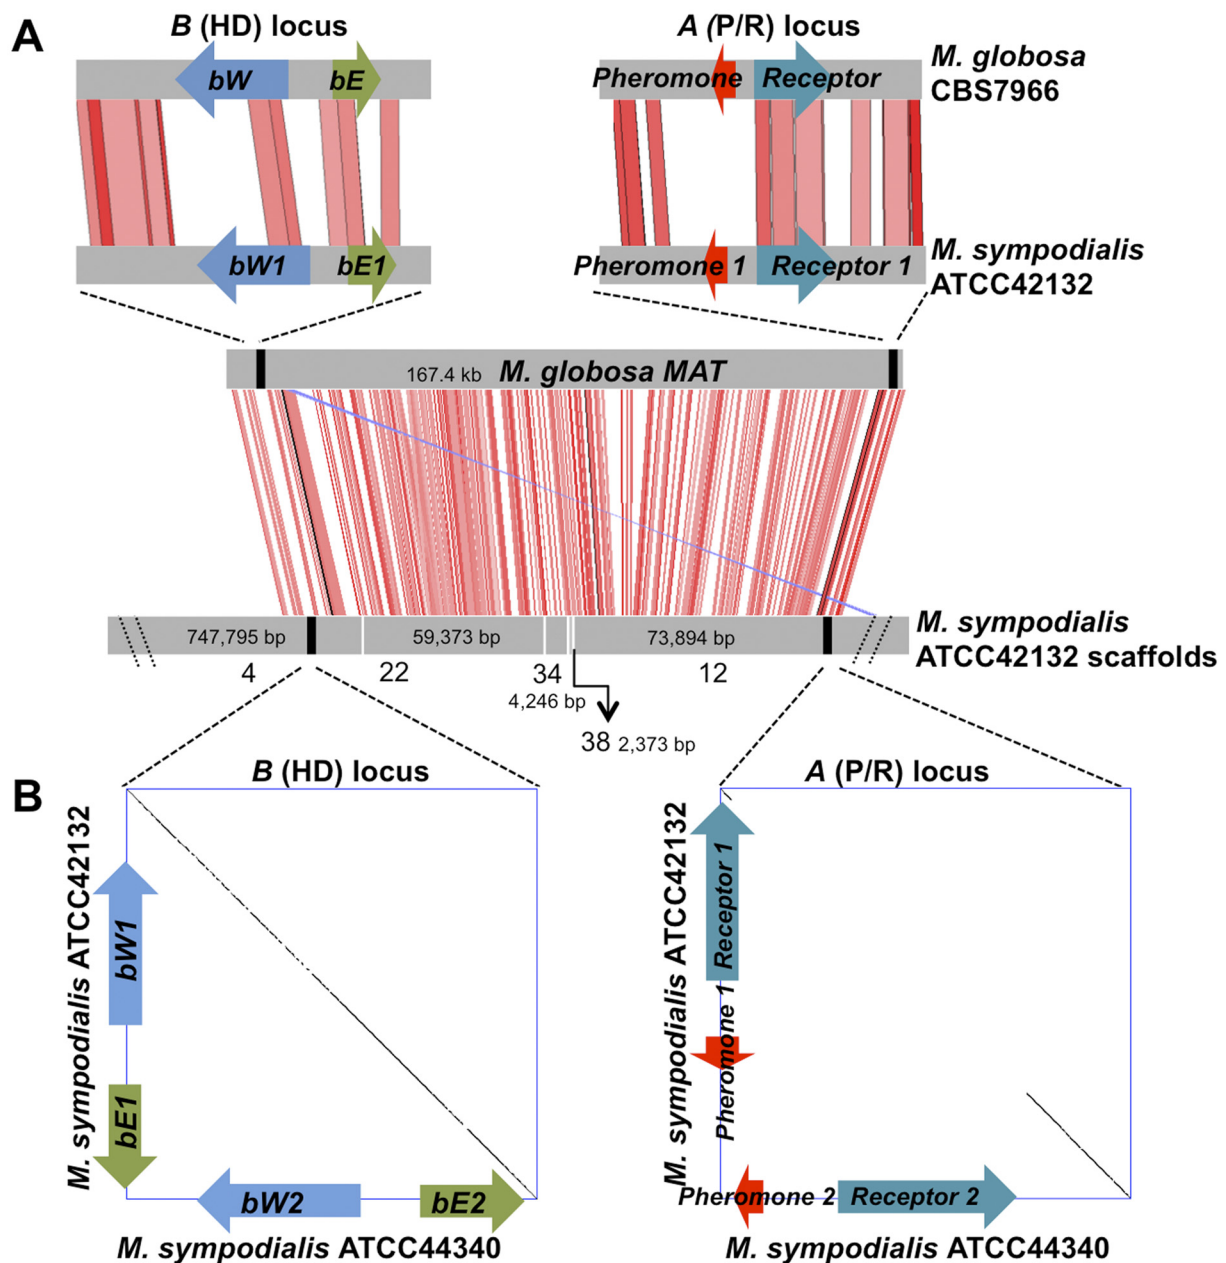 A
B (HD) locus
A (P/R) locus
bW
bE
Pheromone
Receptor
M. globosa
CBS7966
bW1
bE1
Pheromone 1
Receptor 1
M. sympodialis
ATCC42132
167.4 kb
M. globosa MAT
747,795 bp
59,373 bp
73,894 bp
M. sympodialis
ATCC42132 scaffolds
4
22
34
12
4,246 bp
38
2,373 bp
B
B (HD) locus
A (P/R) locus
M. sympodialis ATCC42132
bW1
bE1
bW2
bE2
M. sympodialis ATCC44340
M. sympodialis ATCC42132
Receptor 1
Pheromone 1
Pheromone 2
Receptor 2
M. sympodialis ATCC44340